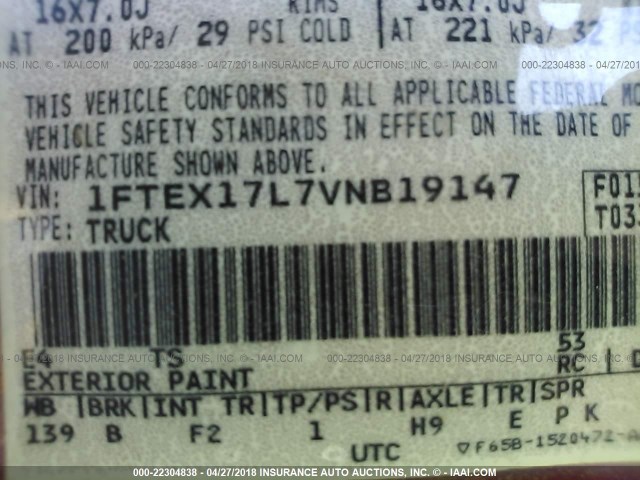 16X7.0J RIMS 16X7.0J
AT 200 kPa/ 29 PSI COLD AT 221 kPa/ 32
000-22304838 / 04/27/2018 INSURANCE AUTO AUCTIONS, INC. - © IAAI.COM
THIS VEHICLE CONFORMS TO ALL APPLICABLE FEDERAL MO
VEHICLE SAFETY STANDARDS IN EFFECT ON THE DATE OF
MANUFACTURE SHOWN ABOVE.
VIN: 1FTEX17L7VNB19147
TYPE: TRUCK
E4 TS 53
RC
EXTERIOR PAINT
WB |BRK|INT TR|TP/PS|R|AXLE|TR|SPR
139 B F2 1 H9 E P K
UTC ▽F65B-1520472-A
000-22304838 / 04/27/2018 INSURANCE AUTO AUCTIONS, INC. - © IAAI.COM